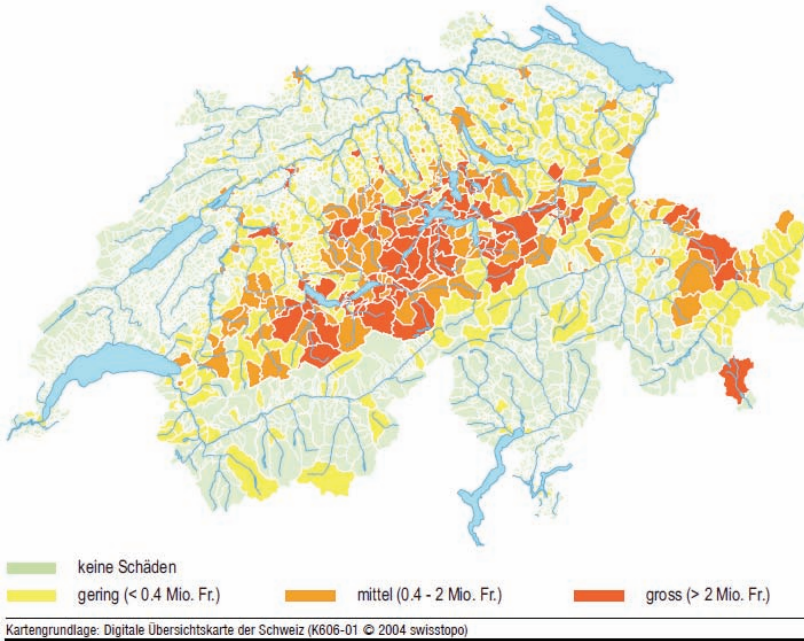 keine Schäden
gering (< 0.4 Mio. Fr.) mittel (0.4 - 2 Mio. Fr.) gross (> 2 Mio. Fr.)
Kartengrundlage: Digitale Übersichtskarte der Schweiz (K606-01 © 2004 swisstopo)